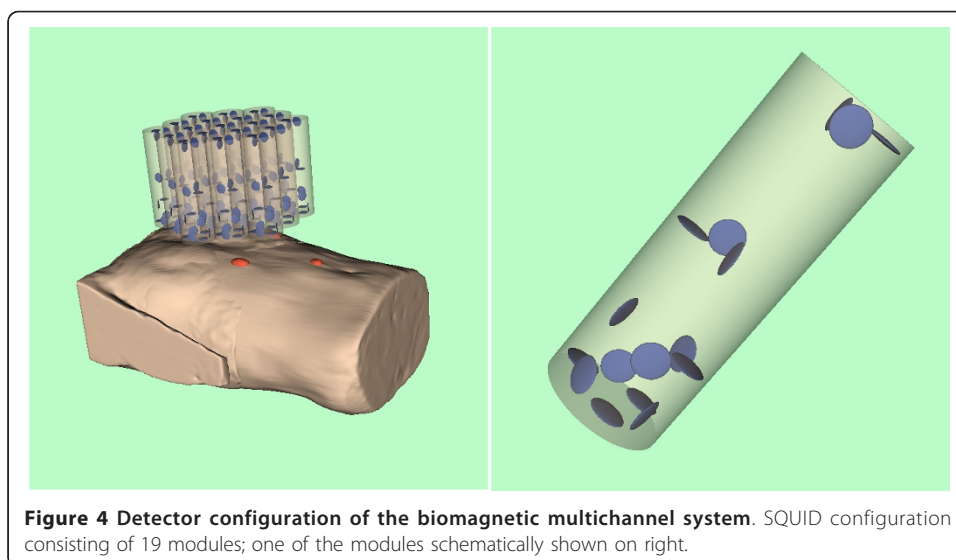 Figure 4 Detector configuration of the biomagnetic multichannel system. SQUID configuration
consisting of 19 modules; one of the modules schematically shown on right.